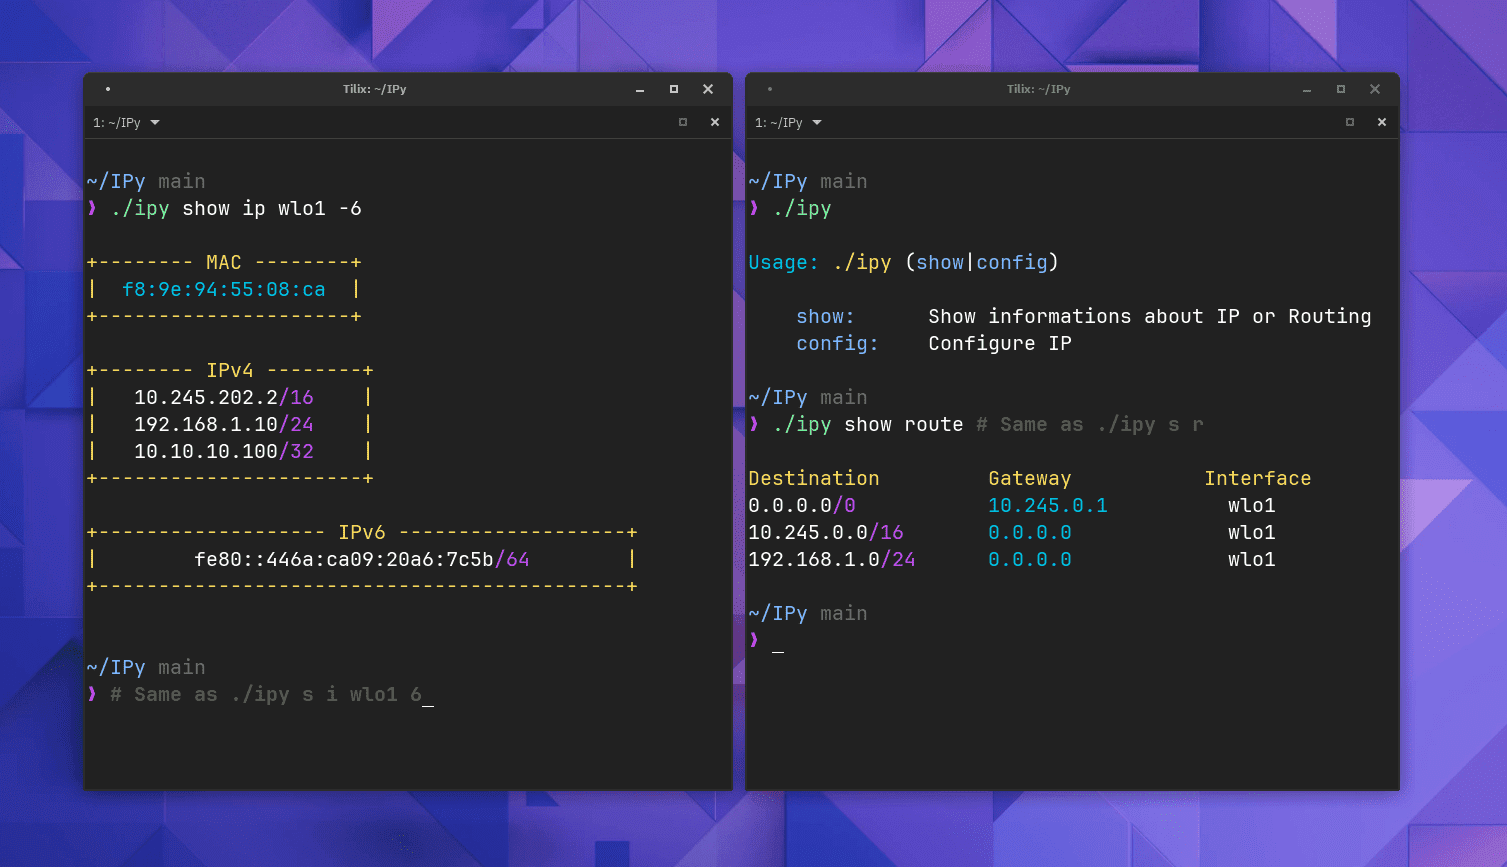 Tilix: ~/IPy
1: ~/IPy
~/IPy main
❱ ./ipy show ip wlo1 -6
+-------- MAC --------+
|  f8:9e:94:55:08:ca  |
+---------------------+
+-------- IPv4 --------+
|   10.245.202.2/16    |
|   192.168.1.10/24    |
|   10.10.10.100/32    |
+----------------------+
+------------------- IPv6 -------------------+
|        fe80::446a:ca09:20a6:7c5b/64        |
+--------------------------------------------+
~/IPy main
❱ # Same as ./ipy s i wlo1 6_
Tilix: ~/IPy
1: ~/IPy
~/IPy main
❱ ./ipy
Usage: ./ipy (show|config)
show:      Show informations about IP or Routing
config:    Configure IP
~/IPy main
❱ ./ipy show route # Same as ./ipy s r
Destination         Gateway           Interface
0.0.0.0/0           10.245.0.1          wlo1
10.245.0.0/16       0.0.0.0             wlo1
192.168.1.0/24      0.0.0.0             wlo1
~/IPy main
❱ _